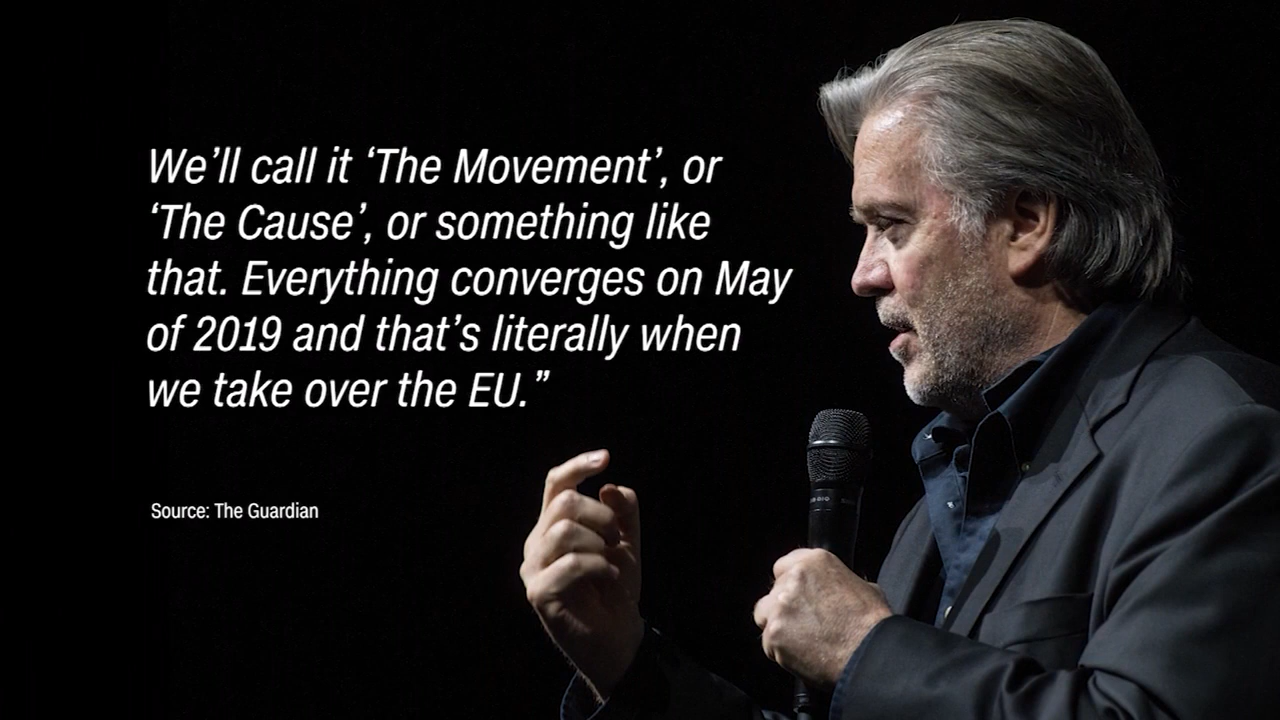 We’ll call it ‘The Movement’, or
‘The Cause’, or something like
that. Everything converges on May
of 2019 and that’s literally when
we take over the EU.”
Source: The Guardian